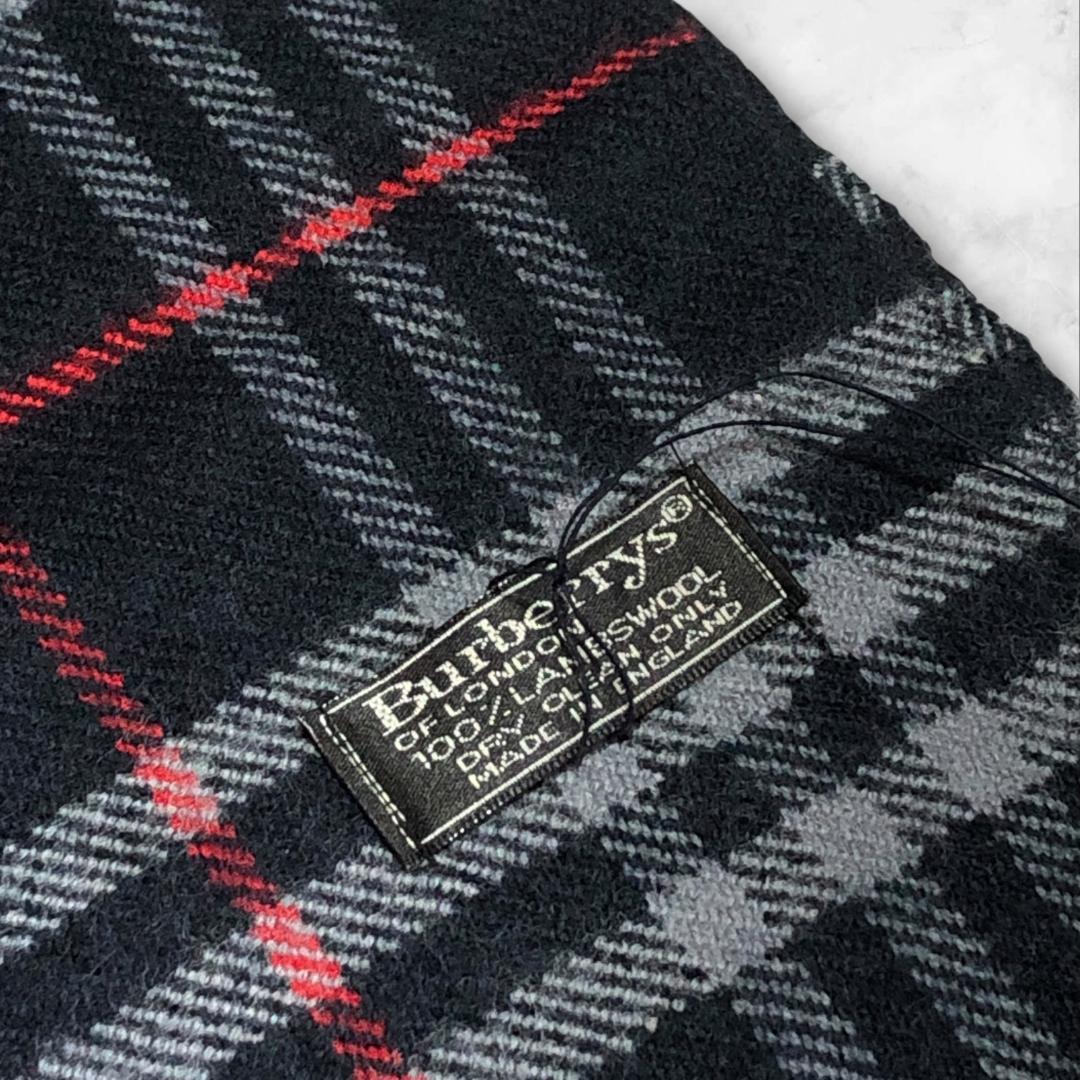 Burberrys®
OF LONDON
100% LAMBSWOOL
DRY CLEAN ONLY
MADE IN ENGLAND